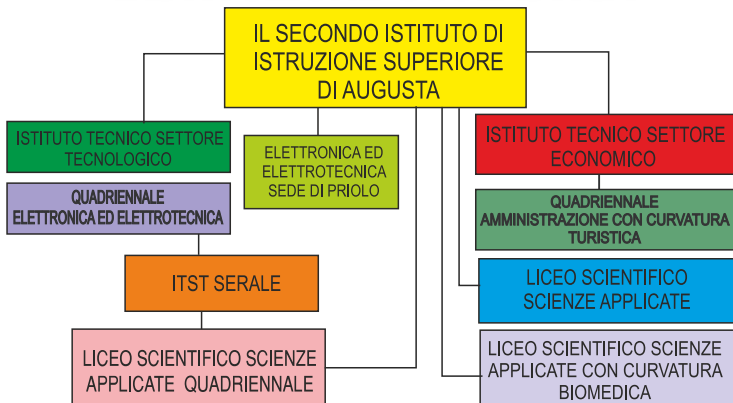 IL SECONDO ISTITUTO DI
ISTRUZIONE SUPERIORE
DI AUGUSTA
ISTITUTO TECNICO SETTORE
TECNOLOGICO
ELETTRONICA ED
ELETTROTECNICA
SEDE DI PRIOLO
ISTITUTO TECNICO SETTORE
ECONOMICO
QUADRIENNALE
ELETTRONICA ED ELETTROTECNICA
QUADRIENNALE
AMMINISTRAZIONE CON CURVATURA
TURISTICA
ITST SERALE
LICEO SCIENTIFICO
SCIENZE APPLICATE
LICEO SCIENTIFICO SCIENZE
APPLICATE QUADRIENNALE
LICEO SCIENTIFICO SCIENZE
APPLICATE CON CURVATURA
BIOMEDICA